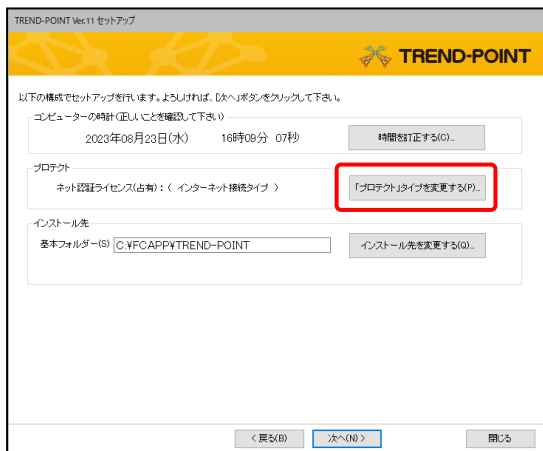 TREND-POINT Ver.11 セットアップ
TREND-POINT
以下の構成でセットアップを行います。よろしければ、[次へ]ボタンをクリックして下さい。
コンピューターの時計(正しいことを確認して下さい)
2023年08月23日(水) 16時09分 07秒
時間を訂正する(C)...
プロテクト
ネット認証ライセンス(占有):( インターネット接続タイプ )
「プロテクト」タイプを変更する(P)...
インストール先
基本フォルダー(S)
C:¥FCAPP¥TREND-POINT
インストール先を変更する(Q)...
< 戻る(B)
次へ(N) >
閉じる